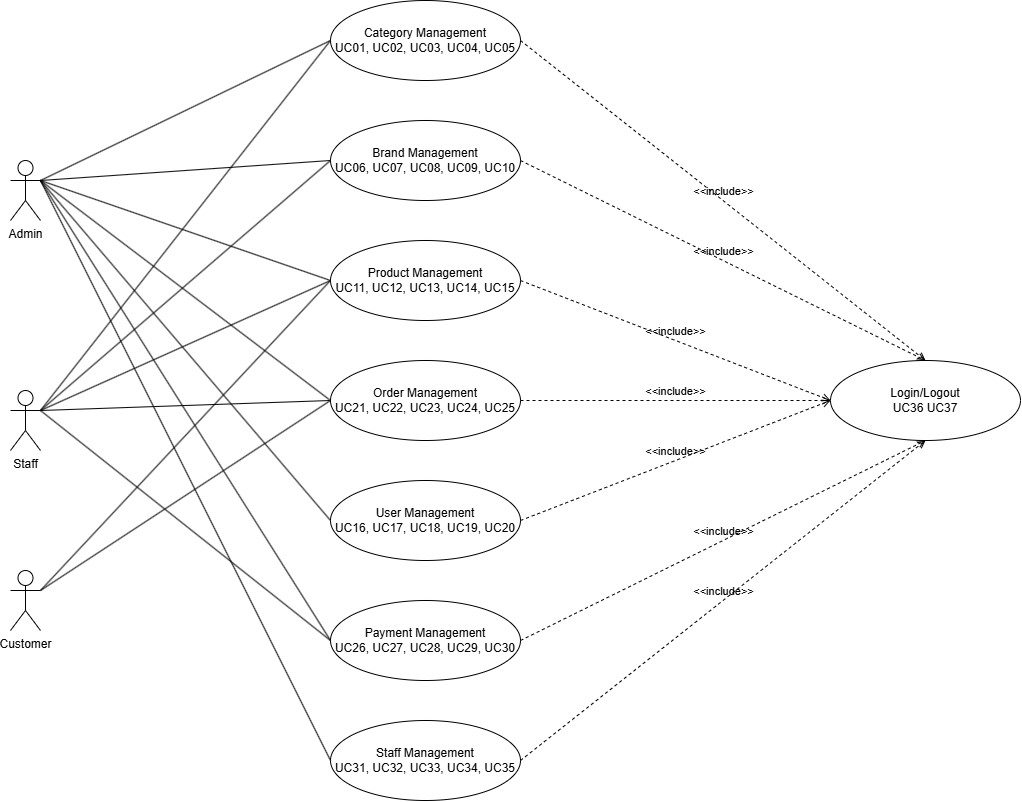 Category Management
UC01, UC02, UC03, UC04, UC05
Brand Management
UC06, UC07, UC08, UC09, UC10
<<include>>
Admin
<<include>>
Product Management
UC11, UC12, UC13, UC14, UC15
<<include>>
Order Management
UC21, UC22, UC23, UC24, UC25
<<include>>
Login/Logout
UC36 UC37
Staff
<<include>>
User Management
UC16, UC17, UC18, UC19, UC20
<<include>>
<<include>>
Customer
Payment Management
UC26, UC27, UC28, UC29, UC30
Staff Management
UC31, UC32, UC33, UC34, UC35